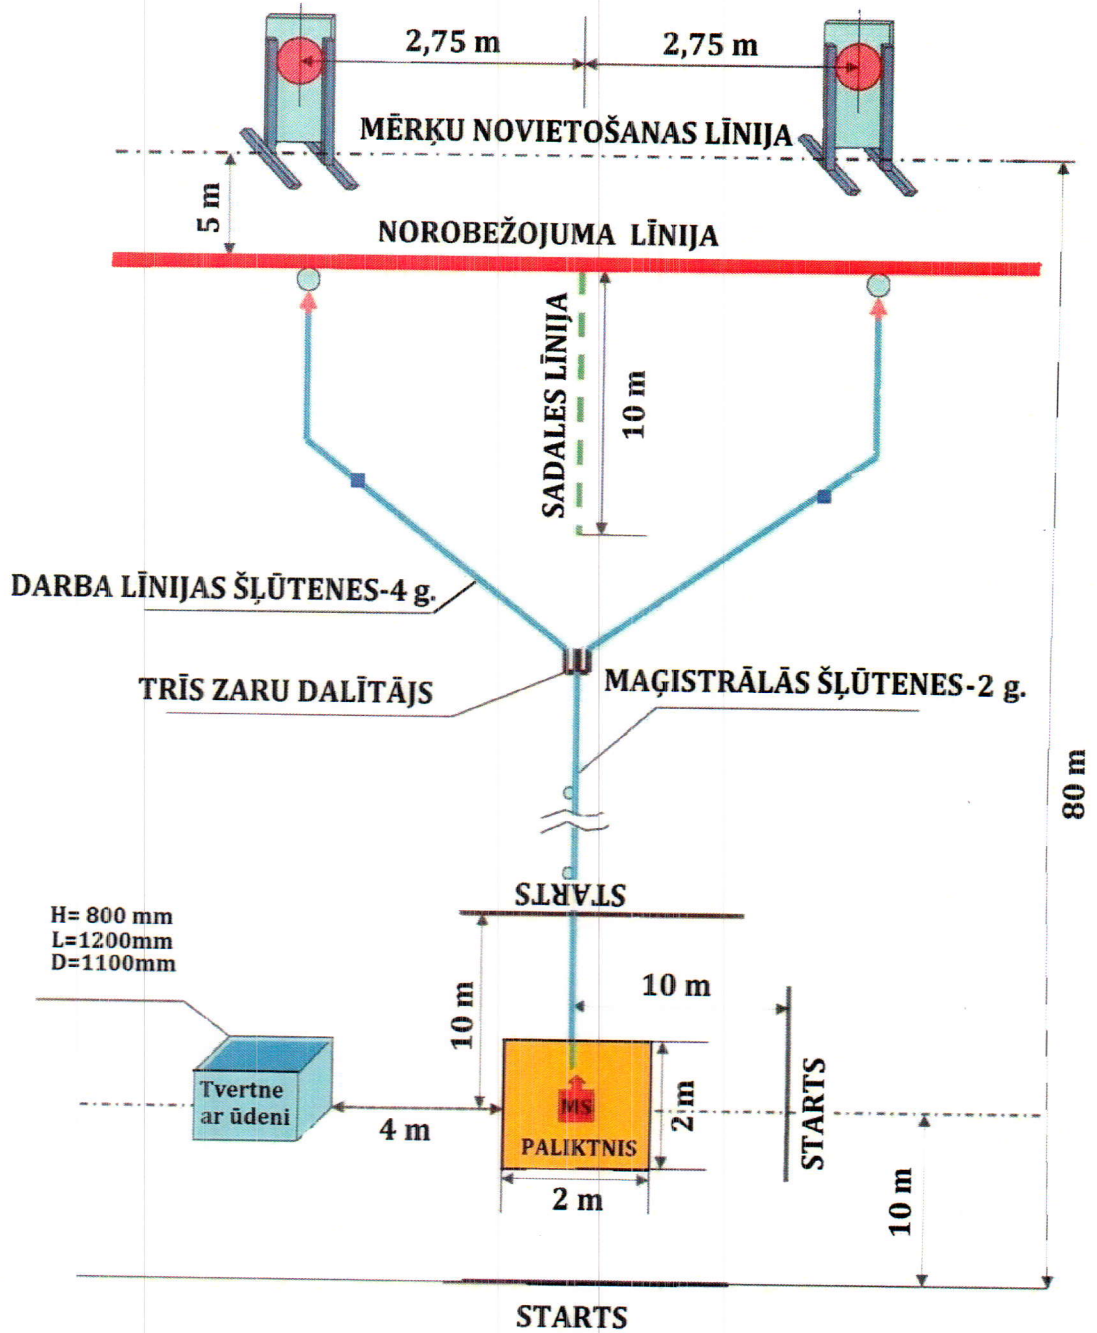 2,75 m
2,75 m
MĒRĶU NOVIETOŠANAS LĪNIJA
5 m
NOROBEŽOJUMA LĪNIJA
SADALES LĪNIJA
10 m
DARBA LĪNIJAS ŠĻŪTENES-4 g.
TRĪS ZARU DALĪTĀJS
MAĢISTRĀLĀS ŠĻŪTENES-2 g.
80 m
STARTS
H= 800 mm
L=1200mm
D=1100mm
10 m
10 m
Tvertne
ar ūdeni
4 m
MS
PALIKTNIS
2 m
2 m
STARTS
10 m
STARTS